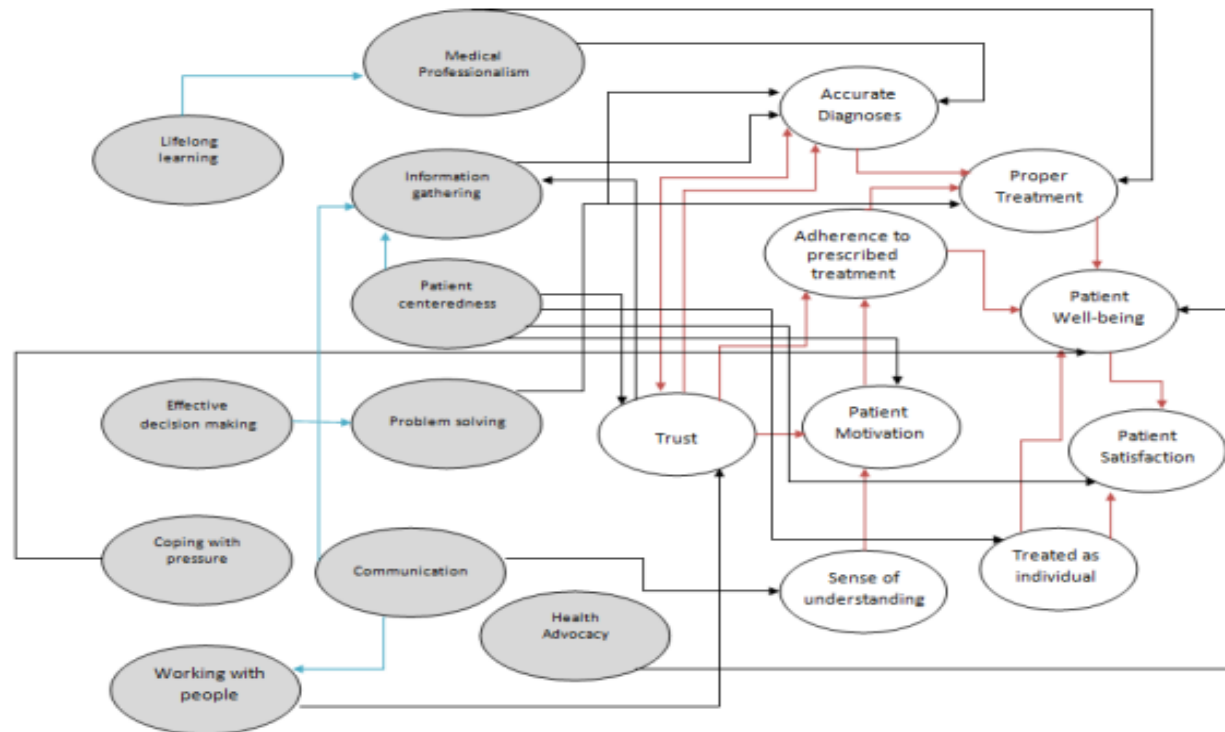 Medical
Professionalism
Accurate
Diagnoses
Lifelong
learning
Information
gathering
Proper
Treatment
Adherence to
prescribed
treatment
Patient
centeredness
Patient
Well-being
Effective
decision making
Problem solving
Trust
Patient
Motivation
Patient
Satisfaction
Coping with
pressure
Communication
Sense of
understanding
Treated as
individual
Health
Advocacy
Working with
people